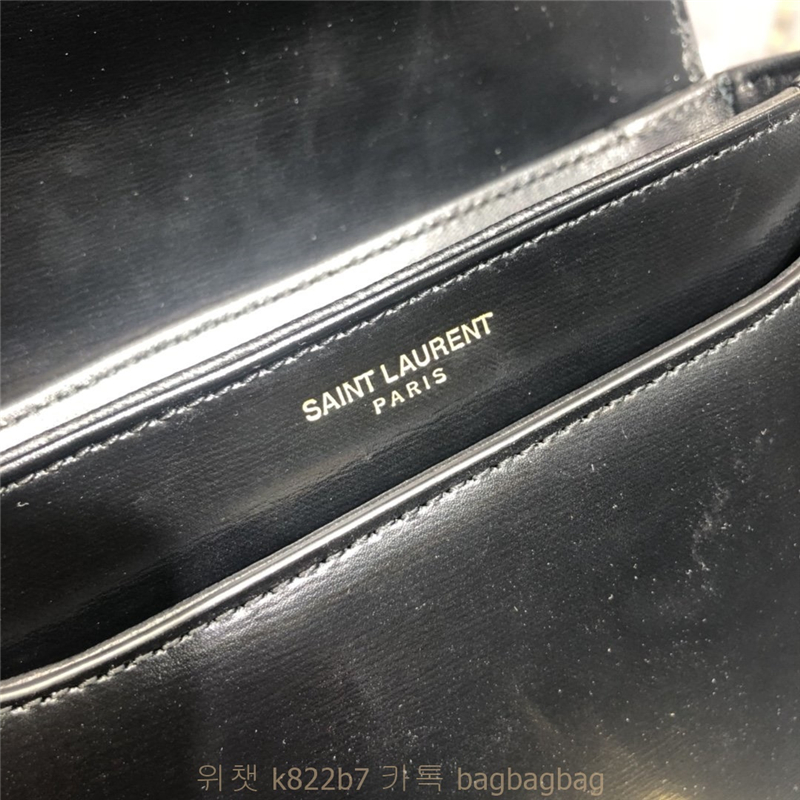 SAINT LAURENT
PARIS
위챗 k822b7 카톡 bagbagbag